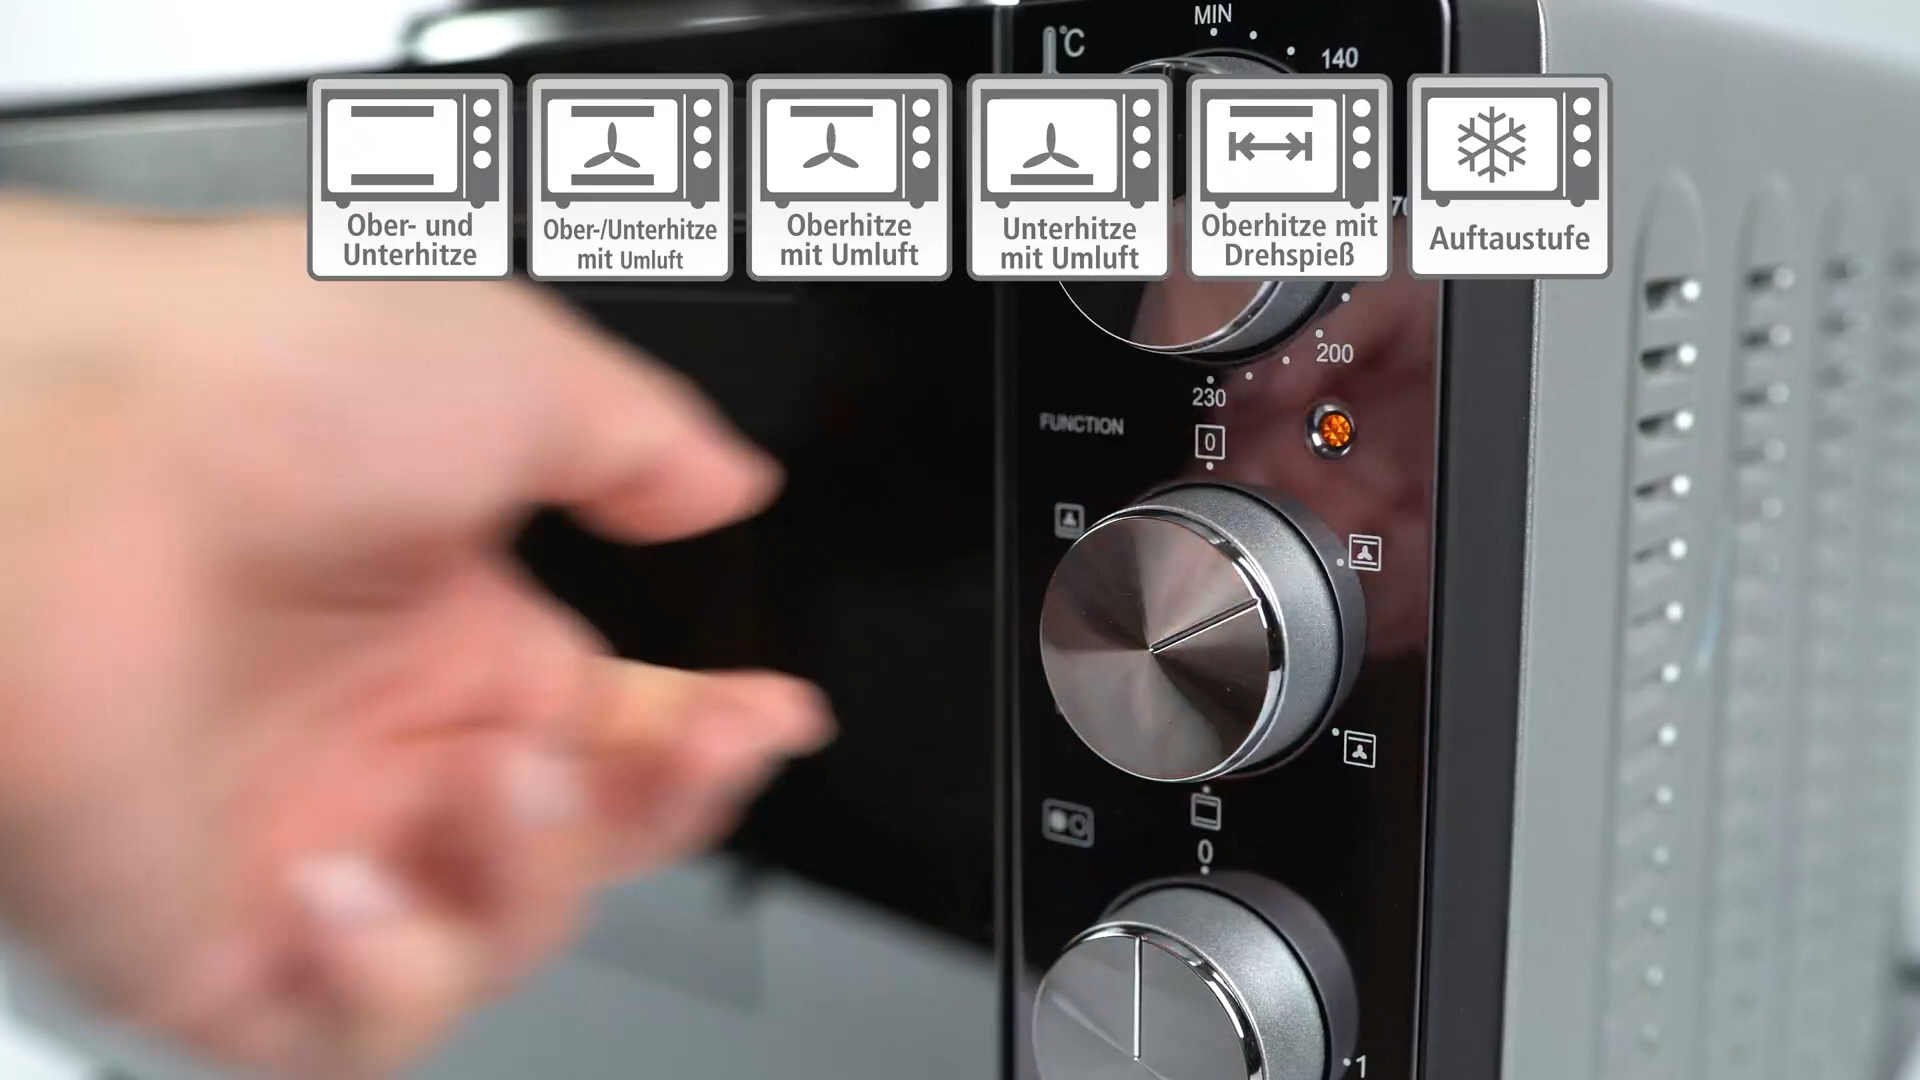 MIN
°C
140
Ober- und
Unterhitze
Ober-/Unterhitze
mit Umluft
Oberhitze
mit Umluft
Unterhitze
mit Umluft
Oberhitze mit
Drehspieß
Auftaustufe
200
230
FUNCTION
0
0
1